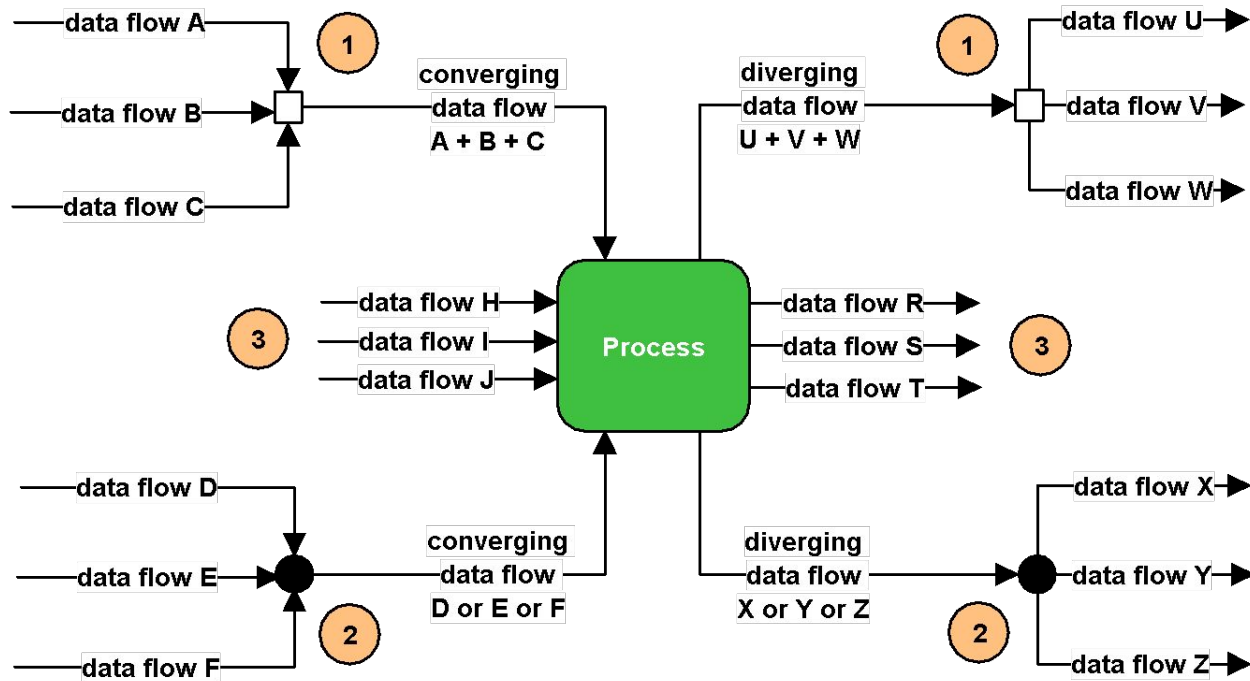 data flow A
1
data flow B
data flow C
converging
data flow
A + B + C
diverging
data flow
U + V + W
1
data flow U
data flow V
data flow W
3
data flow H
data flow I
data flow J
Process
data flow R
data flow S
data flow T
3
data flow D
data flow E
data flow F
2
converging
data flow
D or E or F
diverging
data flow
X or Y or Z
2
data flow X
data flow Y
data flow Z